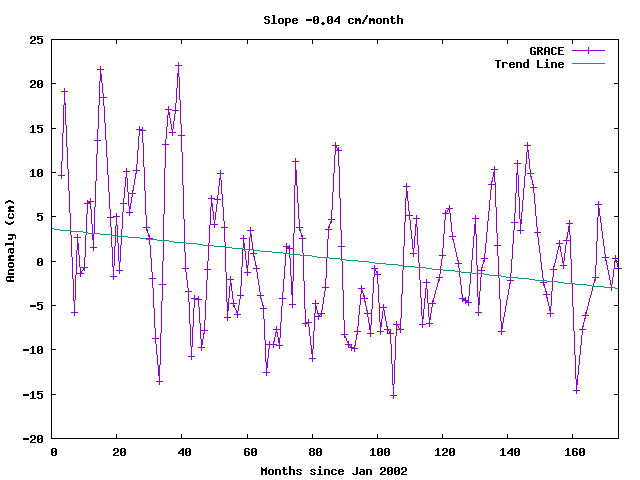 Slope -0.04 cm/month
GRACE
Trend Line
25
20
15
10
5
0
-5
-10
-15
-20
Anomaly (cm)
0 20 40 60 80 100 120 140 160
Months since Jan 2002